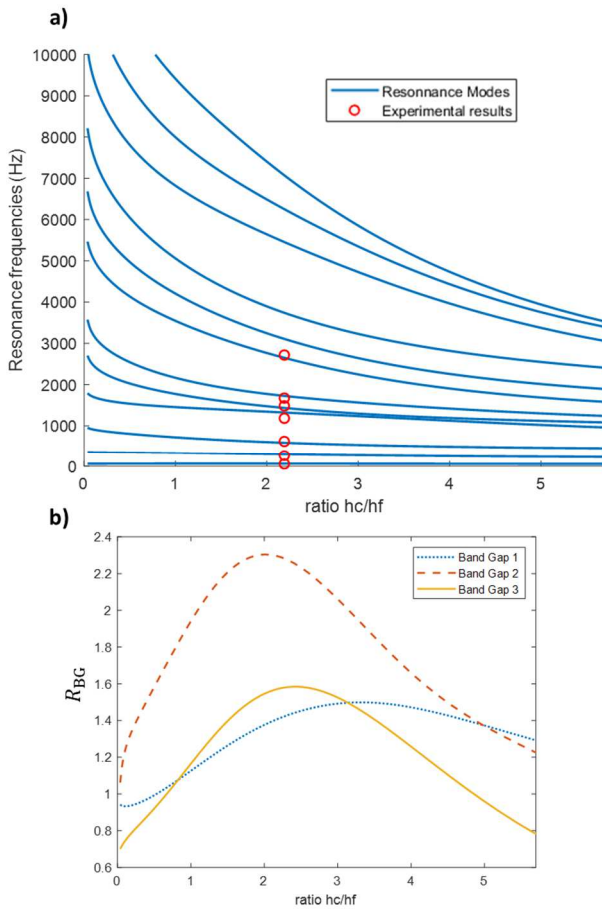 a)
10000
9000
8000
7000
6000
5000
4000
3000
2000
1000
0
Resonance frequencies (Hz)
Resonnance Modes
Experimental results
0 1 2 3 4 5
ratio hc/hf
b)
2.4
2.2
2
1.8
1.6
1.4
1.2
1
0.8
0.6
R_BG
Band Gap 1
Band Gap 2
Band Gap 3
0 1 2 3 4 5
ratio hc/hf